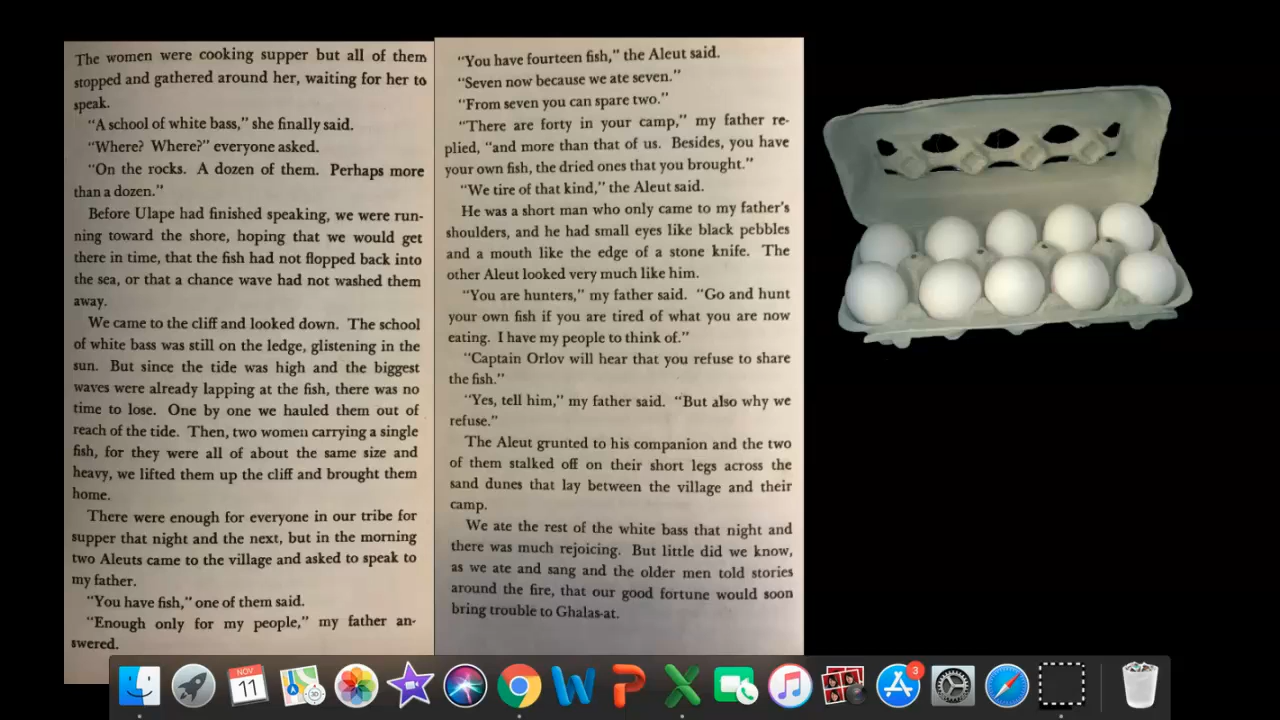 The women were cooking supper but all of them
stopped and gathered around her, waiting for her to
speak.
"A school of white bass," she finally said.
"Where? Where?" everyone asked.
"On the rocks. A dozen of them. Perhaps more
than a dozen."
Before Ulape had finished speaking, we were run-
ning toward the shore, hoping that we would get
there in time, that the fish had not flopped back into
the sea, or that a chance wave had not washed them
away.
We came to the cliff and looked down. The school
of white bass was still on the ledge, glistening in the
sun. But since the tide was high and the biggest
waves were already lapping at the fish, there was no
time to lose. One by one we hauled them out of
reach of the tide. Then, two women carrying a single
fish, for they were all of about the same size and
heavy, we lifted them up the cliff and brought them
home.
There were enough for everyone in our tribe for
supper that night and the next, but in the morning
two Aleuts came to the village and asked to speak to
my father.
"You have fish," one of them said.
"Enough only for my people," my father an-
swered.
"You have fourteen fish," the Aleut said.
"Seven now because we ate seven."
"From seven you can spare two."
"There are forty in your camp," my father re-
plied, "and more than that of us. Besides, you have
your own fish, the dried ones that you brought."
"We tire of that kind," the Aleut said.
He was a short man who only came to my father's
shoulders, and he had small eyes like black pebbles
and a mouth like the edge of a stone knife. The
other Aleut looked very much like him.
"You are hunters," my father said. "Go and hunt
your own fish if you are tired of what you are now
eating. I have my people to think of."
"Captain Orlov will hear that you refuse to share
the fish."
"Yes, tell him," my father said. "But also why we
refuse."
The Aleut grunted to his companion and the two
of them stalked off on their short legs across the
sand dunes that lay between the village and their
camp.
We ate the rest of the white bass that night and
there was much rejoicing. But little did we know,
as we ate and sang and the older men told stories
around the fire, that our good fortune would soon
bring trouble to Ghalas-at.
NOV
11
3D
W
P
X
3